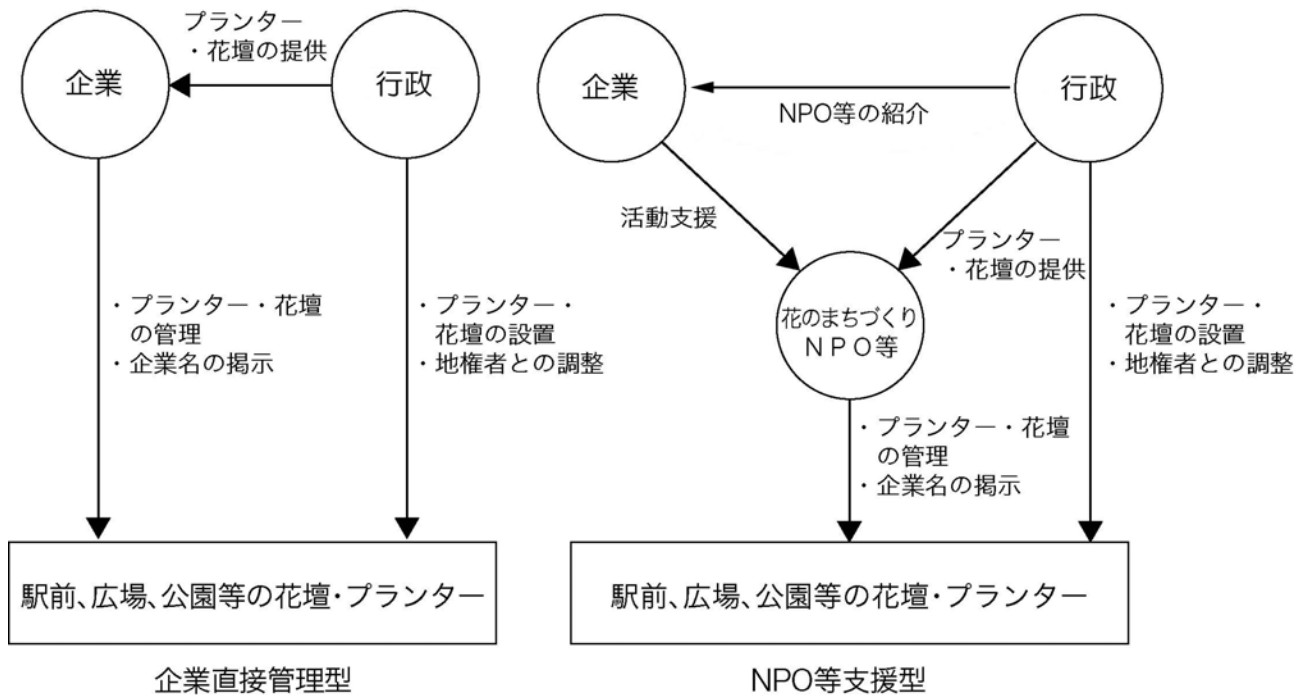 プランター
・花壇の提供
企業
行政
・プランター・花壇
の管理
・企業名の掲示
・プランター・
花壇の設置
・地権者との調整
駅前、広場、公園等の花壇・プランター
企業直接管理型
企業
行政
NPO等の紹介
活動支援
プランター
・花壇の提供
花のまちづくり
NPO等
・プランター・花壇
の管理
・企業名の掲示
・プランター・
花壇の設置
・地権者との調整
駅前、広場、公園等の花壇・プランター
NPO等支援型